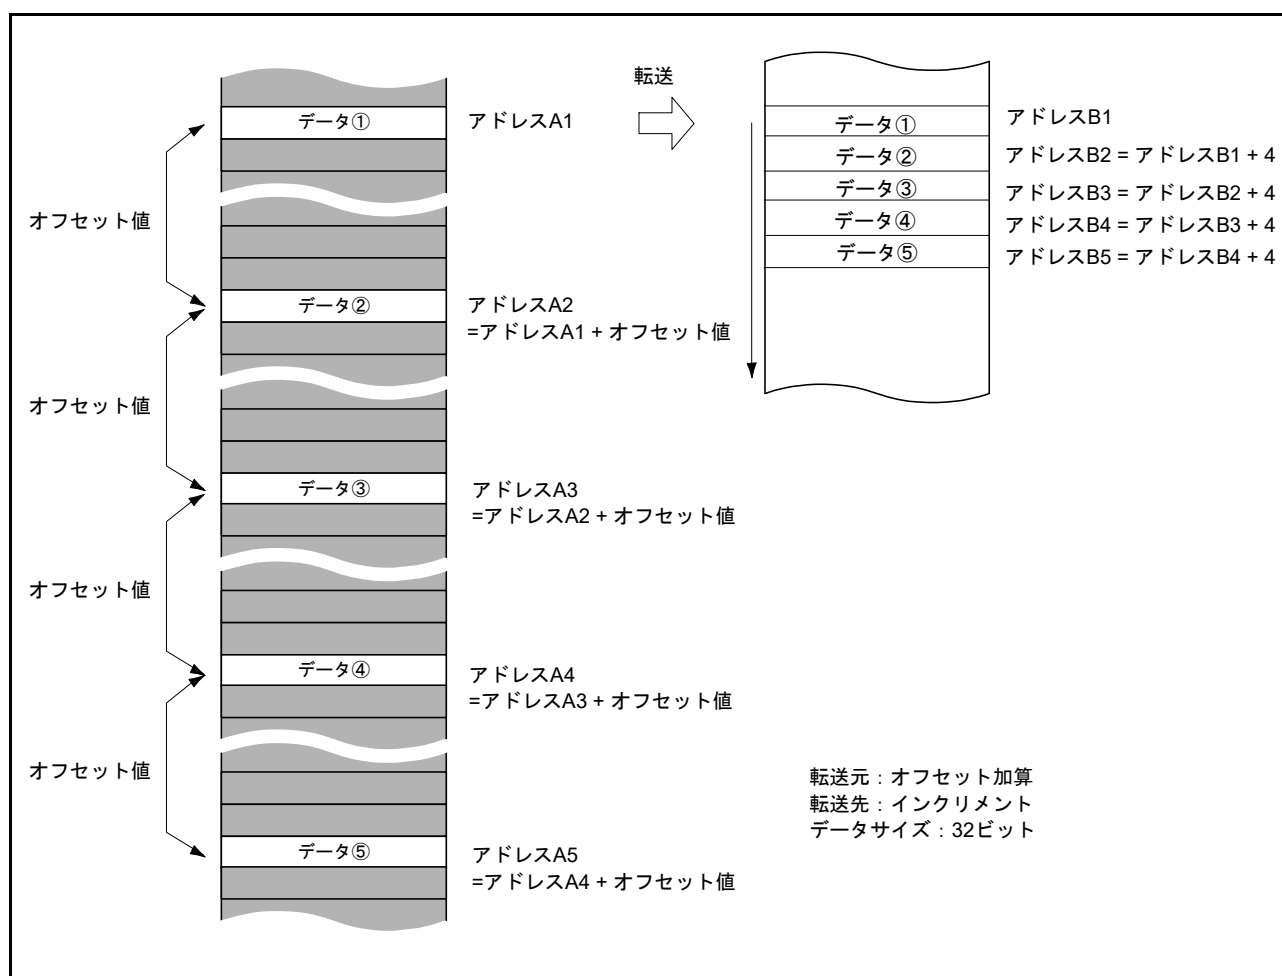 データ①
アドレスA1
オフセット値
データ②
アドレスA2
=アドレスA1 + オフセット値
オフセット値
データ③
アドレスA3
=アドレスA2 + オフセット値
オフセット値
データ④
アドレスA4
=アドレスA3 + オフセット値
オフセット値
データ⑤
アドレスA5
=アドレスA4 + オフセット値
転送
データ①
アドレスB1
データ②
アドレスB2 = アドレスB1 + 4
データ③
アドレスB3 = アドレスB2 + 4
データ④
アドレスB4 = アドレスB3 + 4
データ⑤
アドレスB5 = アドレスB4 + 4
転送元：オフセット加算
転送先：インクリメント
データサイズ：32ビット